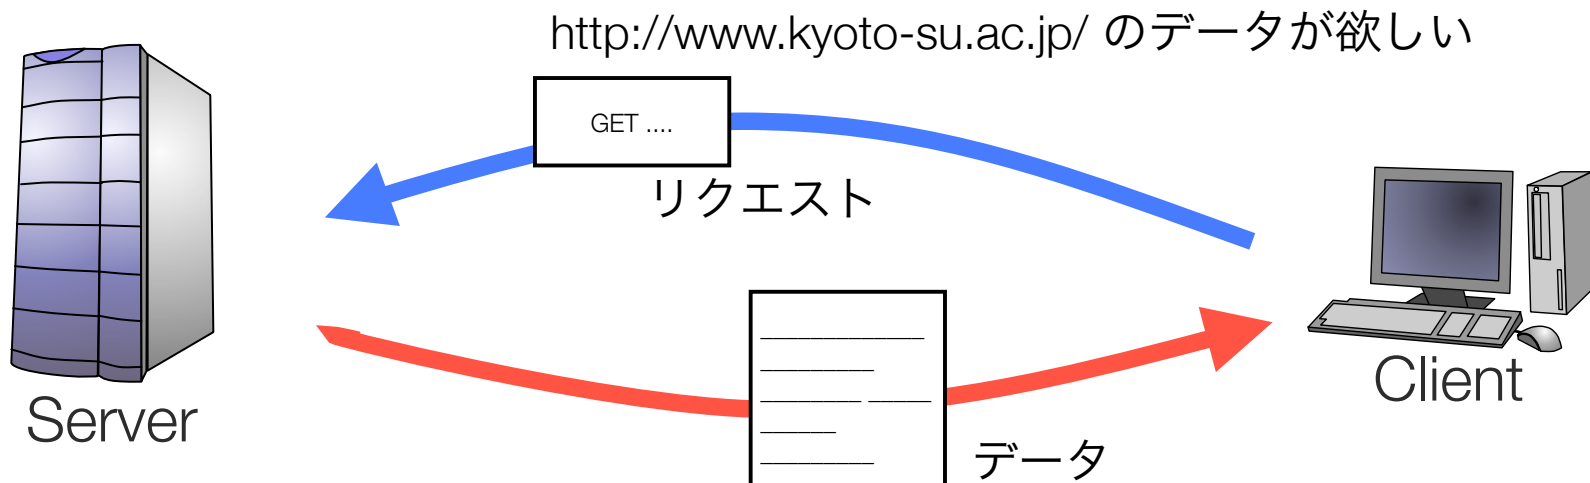 http://www.kyoto-su.ac.jp/ のデータが欲しい
GET ....
リクエスト
Server
Client
データ